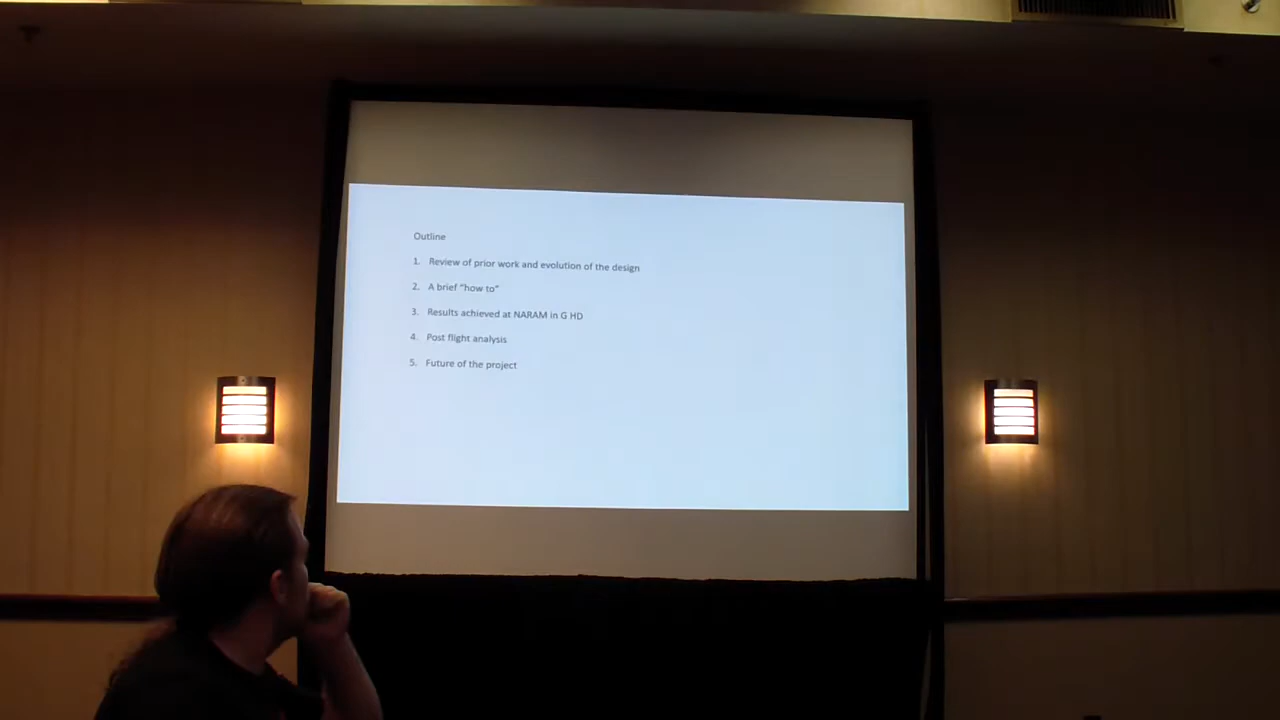 Outline
1. Review of prior work and evolution of the design
2. A brief "how to"
3. Results achieved at NARAM in G HD
4. Post flight analysis
5. Future of the project